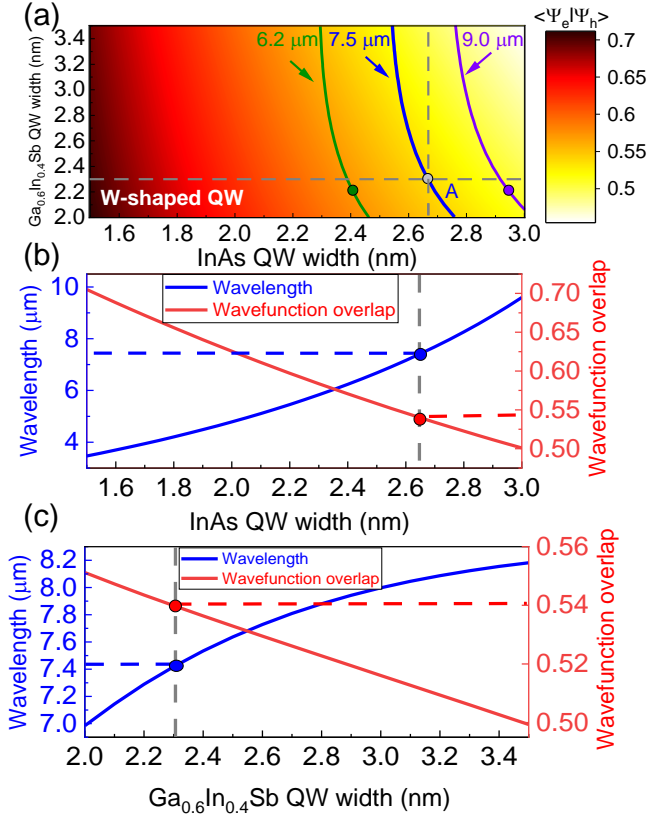 (a)
<Ψe|Ψh>
Ga0.6In0.4Sb QW width (nm)
3.4
3.2
3.0
2.8
2.6
2.4
2.2
2.0
6.2 μm
7.5 μm
9.0 μm
A
W-shaped QW
0.7
0.65
0.6
0.55
0.5
1.6 1.8 2.0 2.2 2.4 2.6 2.8 3.0
InAs QW width (nm)
(b)
Wavelength (μm)
10
8
6
4
Wavelength
Wavefunction overlap
0.70
0.65
0.60
0.55
0.50
Wavefunction overlap
1.6 1.8 2.0 2.2 2.4 2.6 2.8 3.0
InAs QW width (nm)
(c)
Wavelength (μm)
8.2
8.0
7.8
7.6
7.4
7.2
7.0
Wavelength
Wavefunction overlap
0.56
0.54
0.52
0.50
Wavefunction overlap
2.0 2.2 2.4 2.6 2.8 3.0 3.2 3.4
Ga0.6In0.4Sb QW width (nm)